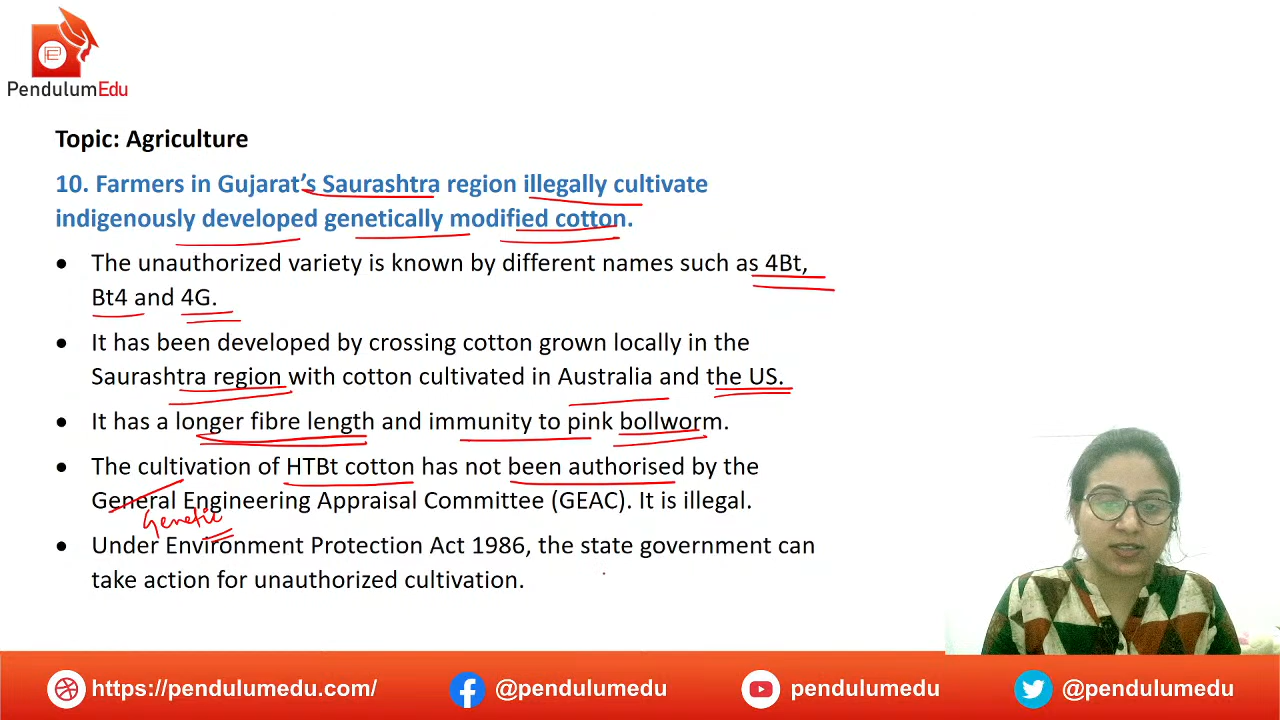 PendulumEdu
Topic: Agriculture
10. Farmers in Gujarat's Saurashtra region illegally cultivate
indigenously developed genetically modified cotton.
• The unauthorized variety is known by different names such as 4Bt,
Bt4 and 4G.
• It has been developed by crossing cotton grown locally in the
Saurashtra region with cotton cultivated in Australia and the US.
• It has a longer fibre length and immunity to pink bollworm.
• The cultivation of HTBt cotton has not been authorised by the
General Engineering Appraisal Committee (GEAC). It is illegal.
Genetic
• Under Environment Protection Act 1986, the state government can
take action for unauthorized cultivation.
https://pendulumedu.com/ @pendulumedu pendulumedu @pendulumedu